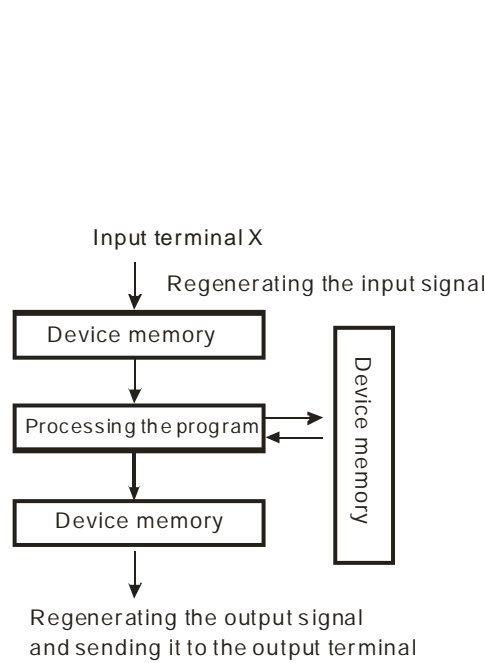 Input terminal X
Regenerating the input signal
Device memory
Processing the program
Device memory
Device memory
Regenerating the output signal
and sending it to the output terminal